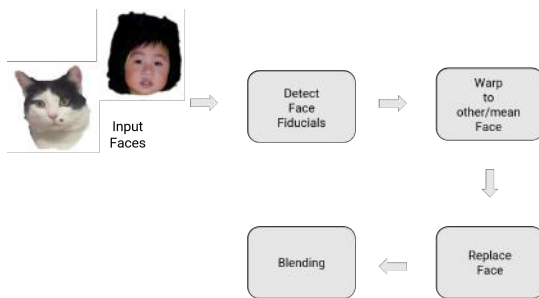 Input
Faces
Detect
Face
Fiducials
Warp
to
other/mean
Face
Replace
Face
Blending